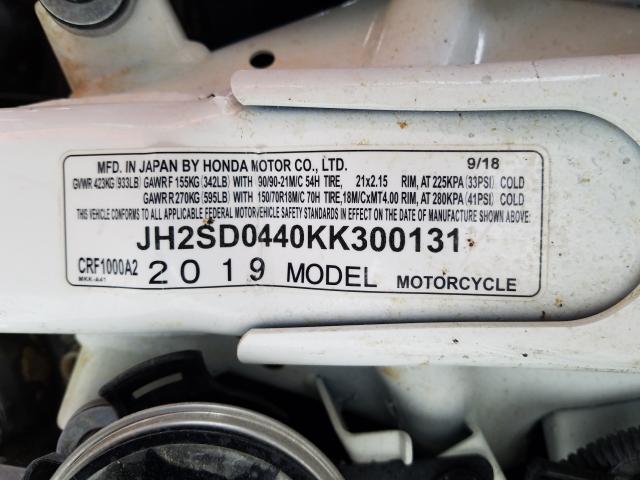 MFD. IN JAPAN BY HONDA MOTOR CO., LTD. 9/18
GVWR 423KG (933LB) GAWR F 155KG (342LB) WITH 90/90-21M/C 54H TIRE, 21x2.15 RIM, AT 225KPA (33PSI) COLD
GAWR R 270KG (595LB) WITH 150/70R18M/C 70H TIRE, 18M/CxMT4.00 RIM, AT 280KPA (41PSI) COLD
THIS VEHICLE CONFORMS TO ALL APPLICABLE FEDERAL MOTOR VEHICLE SAFETY STANDARDS IN EFFECT ON THE DATE OF MANUFACTURE SHOWN ABOVE.
JH2SD0440KK300131
CRF1000A2 2019 MODEL MOTORCYCLE
MKK-A41